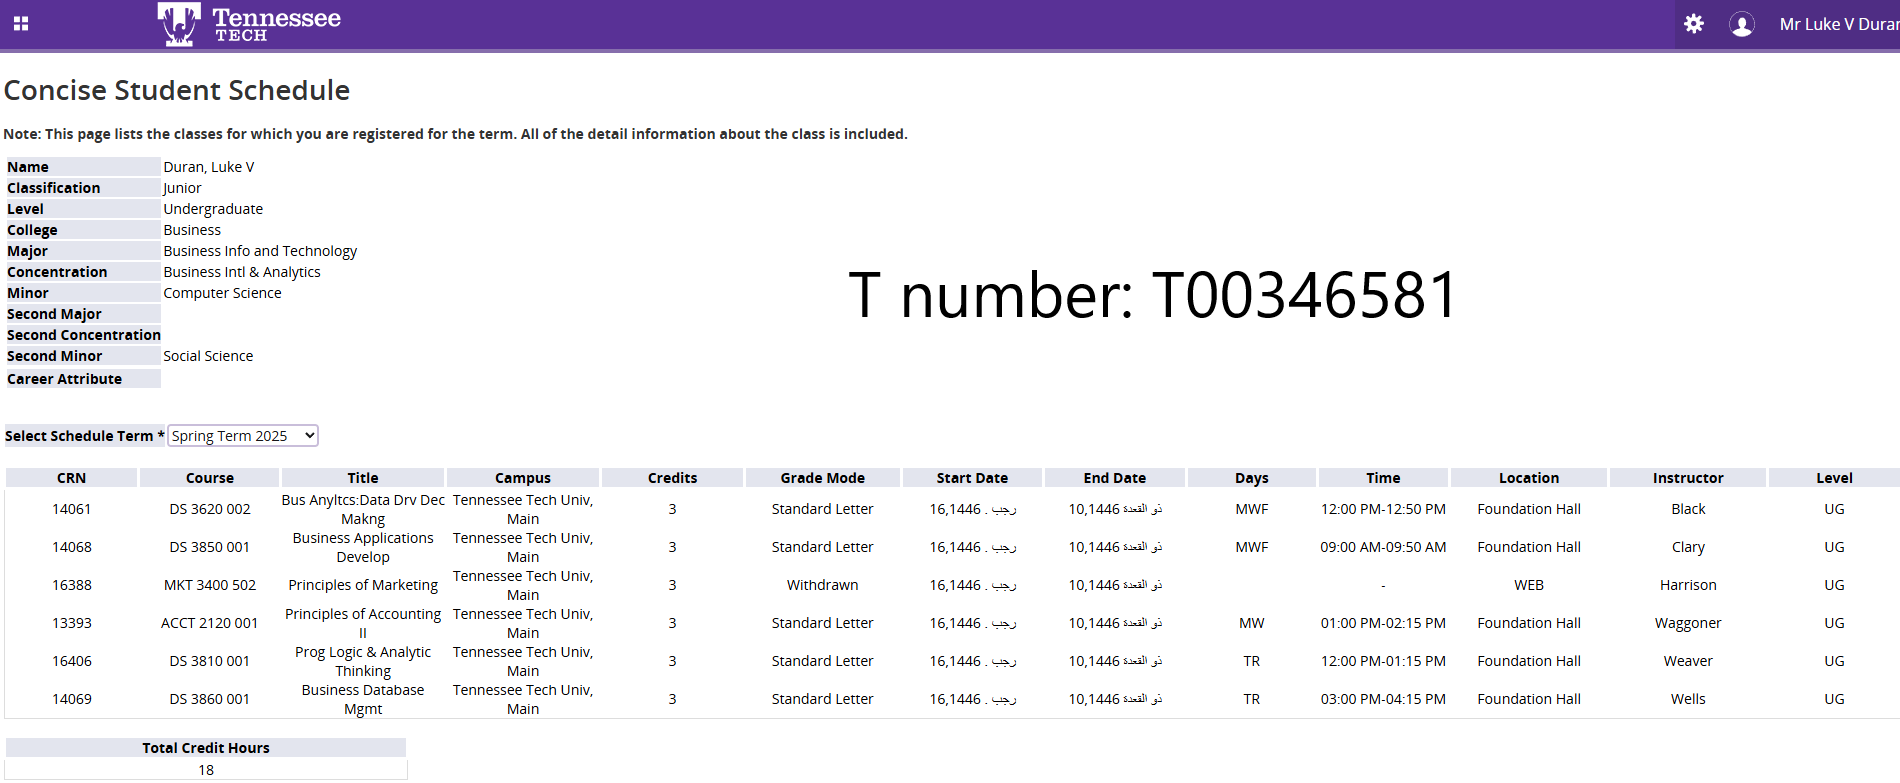 Tennessee
TECH
Mr Luke V Duran
Concise Student Schedule
Note: This page lists the classes for which you are registered for the term. All of the detail information about the class is included.
Name Duran, Luke V
Classification Junior
Level Undergraduate
College Business
Major Business Info and Technology
Concentration Business Intl & Analytics
Minor Computer Science
Second Major
Second Concentration
Second Minor Social Science
Career Attribute
T number: T00346581
Select Schedule Term * Spring Term 2025
CRN Course Title Campus Credits Grade Mode Start Date End Date Days Time Location Instructor Level
14061 DS 3620 002 Bus Anyltcs:Data Drv Dec Makng Tennessee Tech Univ, Main 3 Standard Letter 16,1446 . رجب 10,1446 ذو القعدة MWF 12:00 PM-12:50 PM Foundation Hall Black UG
14068 DS 3850 001 Business Applications Develop Tennessee Tech Univ, Main 3 Standard Letter 16,1446 . رجب 10,1446 ذو القعدة MWF 09:00 AM-09:50 AM Foundation Hall Clary UG
16388 MKT 3400 502 Principles of Marketing Tennessee Tech Univ, Main 3 Withdrawn 16,1446 . رجب 10,1446 ذو القعدة - WEB Harrison UG
13393 ACCT 2120 001 Principles of Accounting II Tennessee Tech Univ, Main 3 Standard Letter 16,1446 . رجب 10,1446 ذو القعدة MW 01:00 PM-02:15 PM Foundation Hall Waggoner UG
16406 DS 3810 001 Prog Logic & Analytic Thinking Tennessee Tech Univ, Main 3 Standard Letter 16,1446 . رجب 10,1446 ذو القعدة TR 12:00 PM-01:15 PM Foundation Hall Weaver UG
14069 DS 3860 001 Business Database Mgmt Tennessee Tech Univ, Main 3 Standard Letter 16,1446 . رجب 10,1446 ذو القعدة TR 03:00 PM-04:15 PM Foundation Hall Wells UG
Total Credit Hours
18